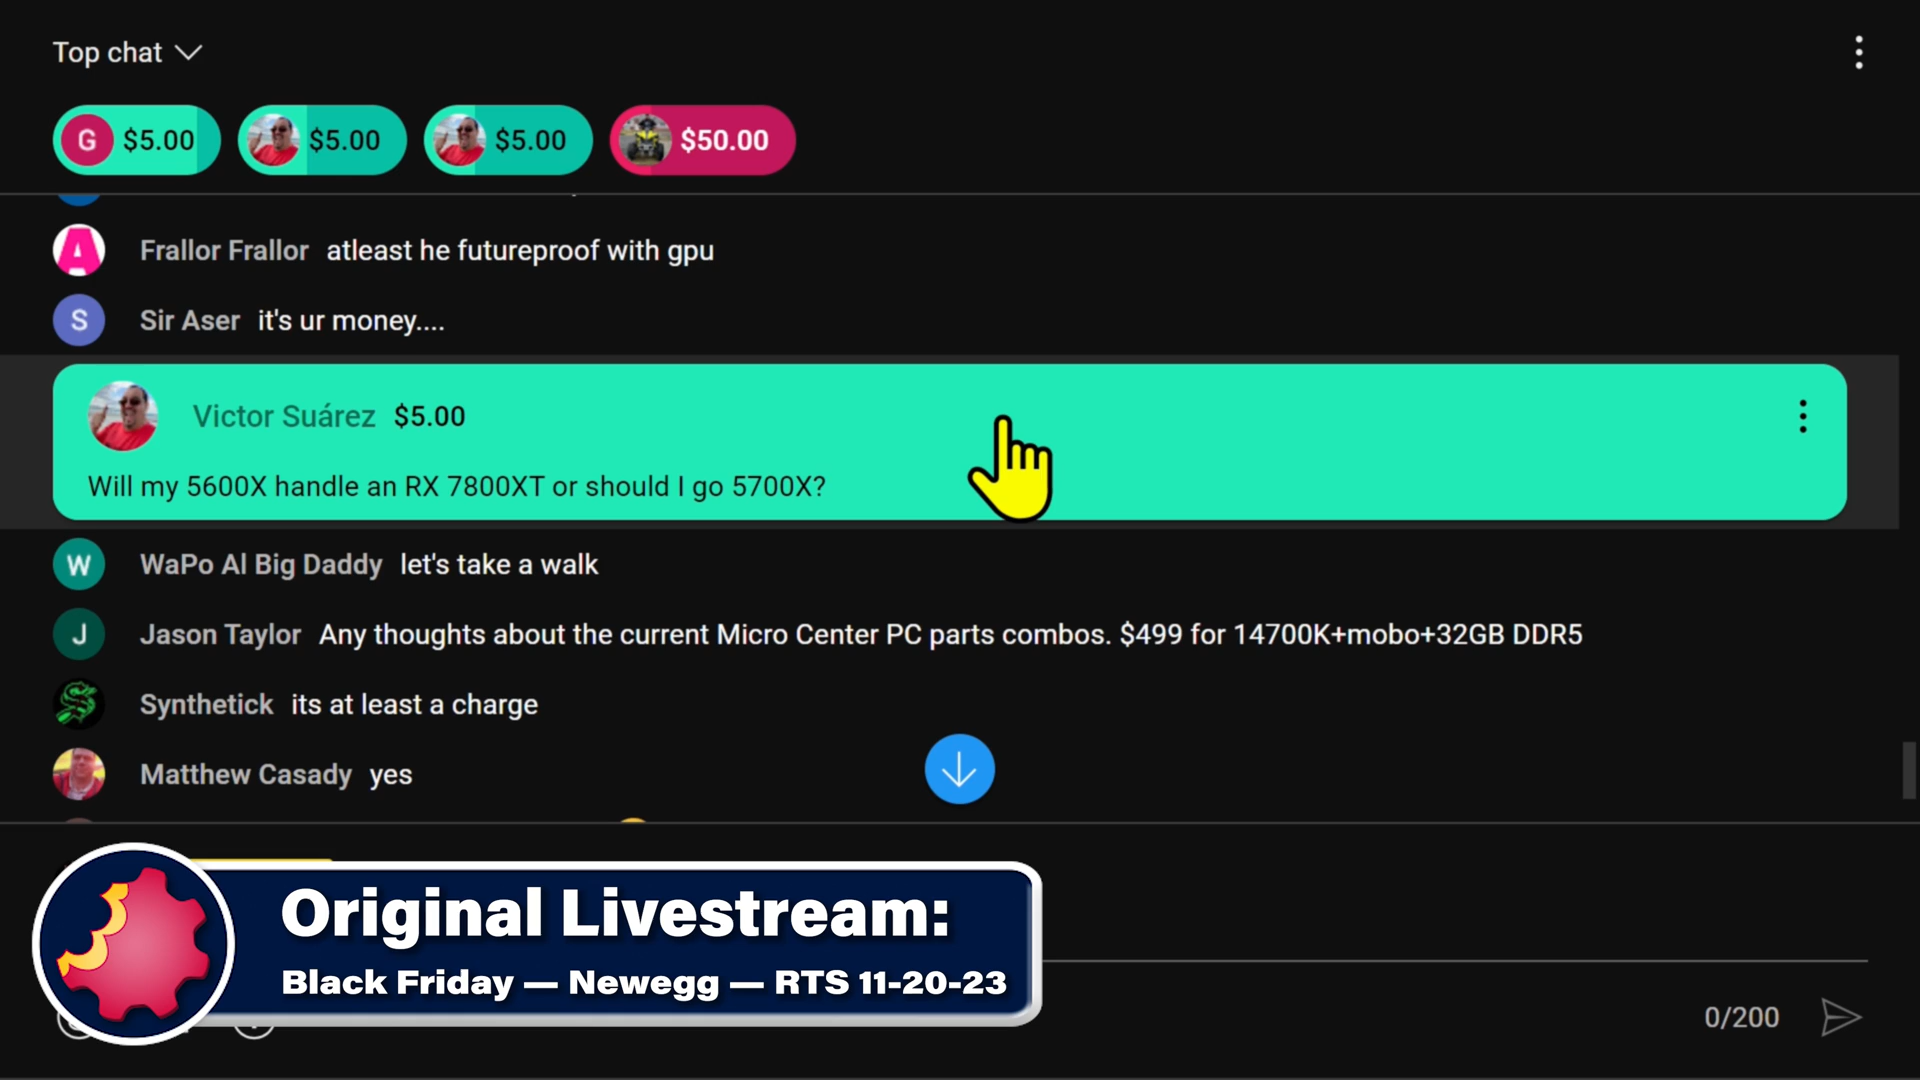 Top chat
G $5.00 $5.00 $5.00 $50.00
A Frallor Frallor atleast he futureproof with gpu
S Sir Aser it's ur money....
Victor Suárez $5.00
Will my 5600X handle an RX 7800XT or should I go 5700X?
W WaPo Al Big Daddy let's take a walk
J Jason Taylor Any thoughts about the current Micro Center PC parts combos. $499 for 14700K+mobo+32GB DDR5
S Synthetick its at least a charge
Matthew Casady yes
Original Livestream:
Black Friday — Newegg — RTS 11-20-23
0/200